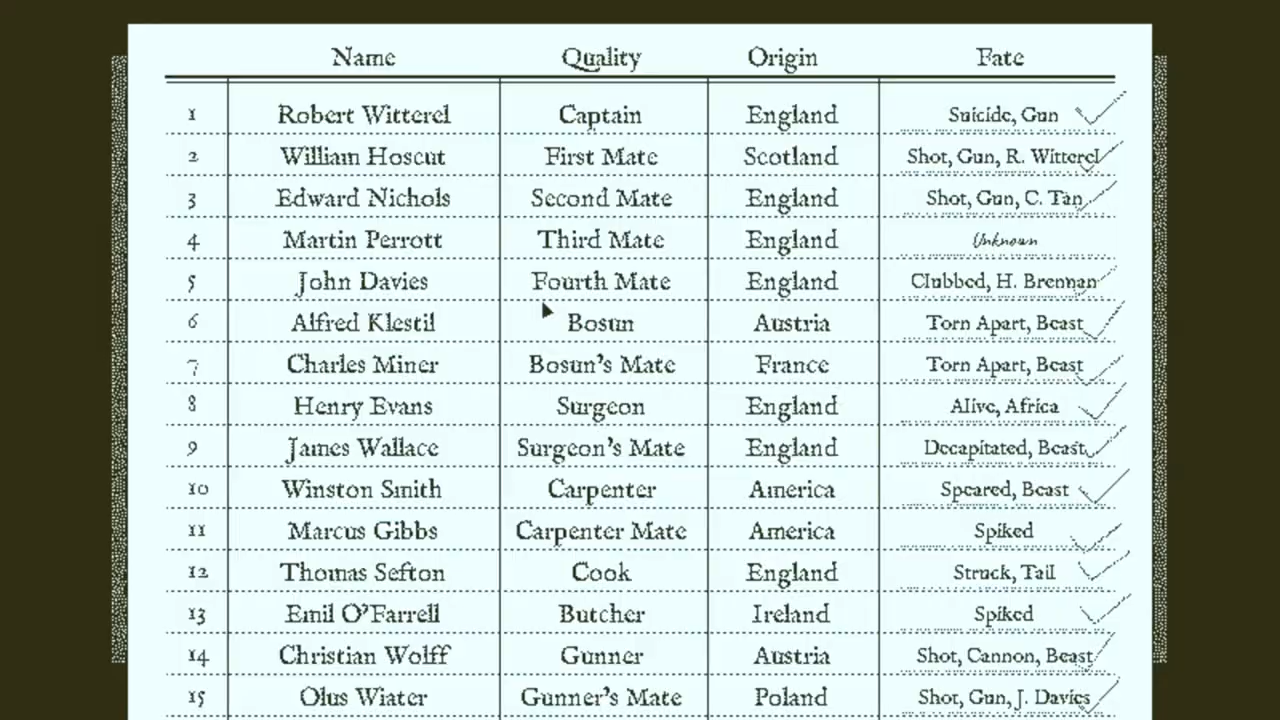 Name Quality Origin Fate
1 Robert Witterel Captain England Suicide, Gun
2 William Hoscut First Mate Scotland Shot, Gun, R. Witterel
3 Edward Nichols Second Mate England Shot, Gun, C. Tan
4 Martin Perrott Third Mate England Unknown
5 John Davies Fourth Mate England Clubbed, H. Brennan
6 Alfred Klestil Bosun Austria Torn Apart, Beast
7 Charles Miner Bosun's Mate France Torn Apart, Beast
8 Henry Evans Surgeon England Alive, Africa
9 James Wallace Surgeon's Mate England Decapitated, Beast
10 Winston Smith Carpenter America Speared, Beast
11 Marcus Gibbs Carpenter Mate America Spiked
12 Thomas Sefton Cook England Struck, Tail
13 Emil O'Farrell Butcher Ireland Spiked
14 Christian Wolff Gunner Austria Shot, Cannon, Beast
15 Olus Wiater Gunner's Mate Poland Shot, Gun, J. Davies